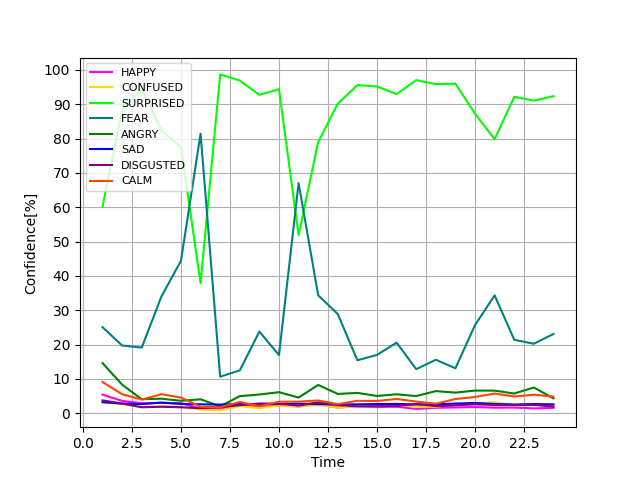 100
90
80
70
60
50
40
30
20
10
0
Confidence[%]
HAPPY
CONFUSED
SURPRISED
FEAR
ANGRY
SAD
DISGUSTED
CALM
0.0 2.5 5.0 7.5 10.0 12.5 15.0 17.5 20.0 22.5
Time